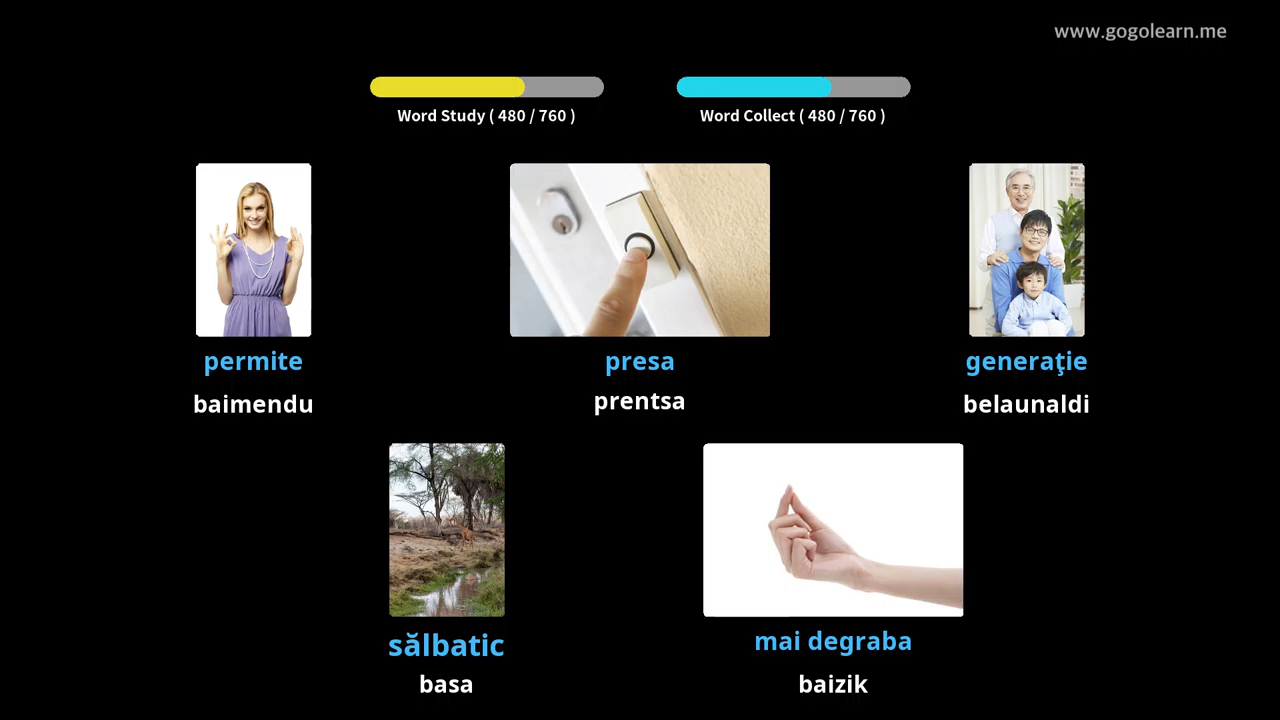 www.gogolearn.me
Word Study ( 480 / 760 )
Word Collect ( 480 / 760 )
permite
presa
generaţie
baimendu
prentsa
belaunaldi
sălbatic
mai degraba
basa
baizik